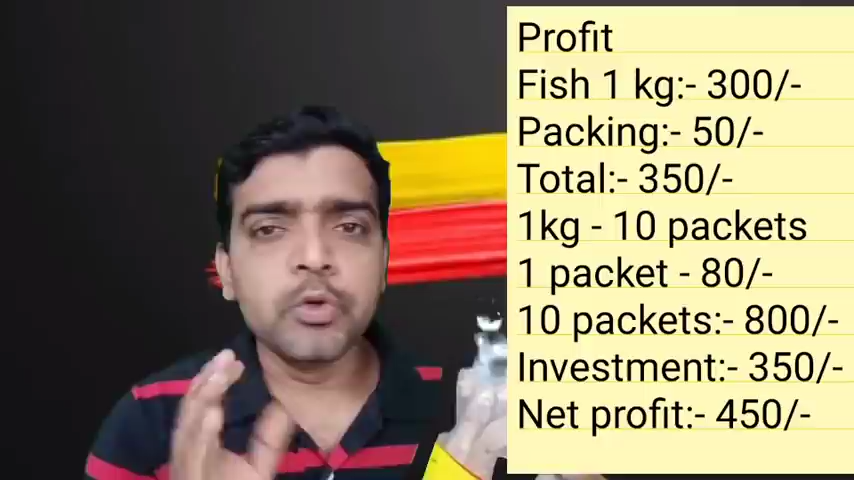 Profit
Fish 1 kg:- 300/-
Packing:- 50/-
Total:- 350/-
1kg - 10 packets
1 packet - 80/-
10 packets:- 800/-
Investment:- 350/-
Net profit:- 450/-